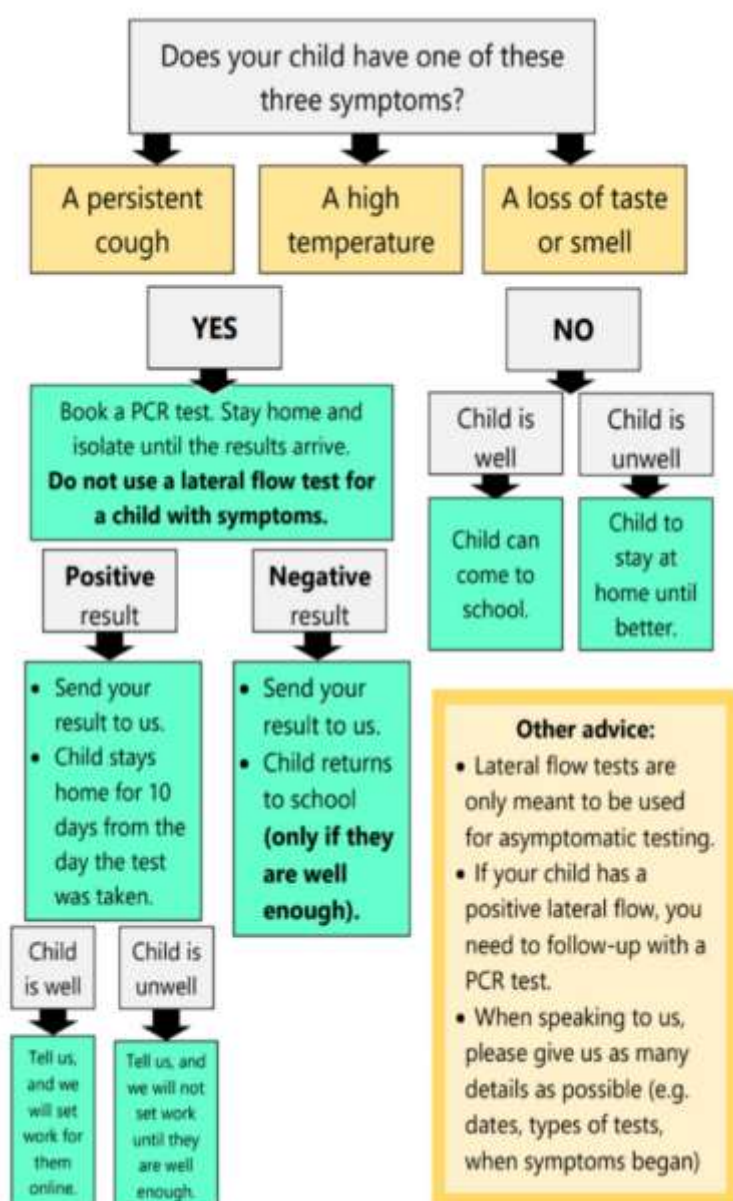 Does your child have one of these
three symptoms?
A persistent
cough
A high
temperature
A loss of taste
or smell
YES
NO
Book a PCR test. Stay home and
isolate until the results arrive.
Do not use a lateral flow test for
a child with symptoms.
Child is
well
Child is
unwell
Child can
come to
school.
Child to
stay at
home until
better.
Positive
result
Negative
result
• Send your
result to us.
• Child stays
home for 10
days from the
day the test
was taken.
• Send your
result to us.
• Child returns
to school
(only if they
are well
enough).
Child
is well
Child is
unwell
Tell us,
and we
will set
work for
them
online.
Tell us, and
we will not
set work
until they
are well
enough.
Other advice:
• Lateral flow tests are
only meant to be used
for asymptomatic testing.
• If your child has a
positive lateral flow, you
need to follow-up with a
PCR test.
• When speaking to us,
please give us as many
details as possible (e.g.
dates, types of tests,
when symptoms began)